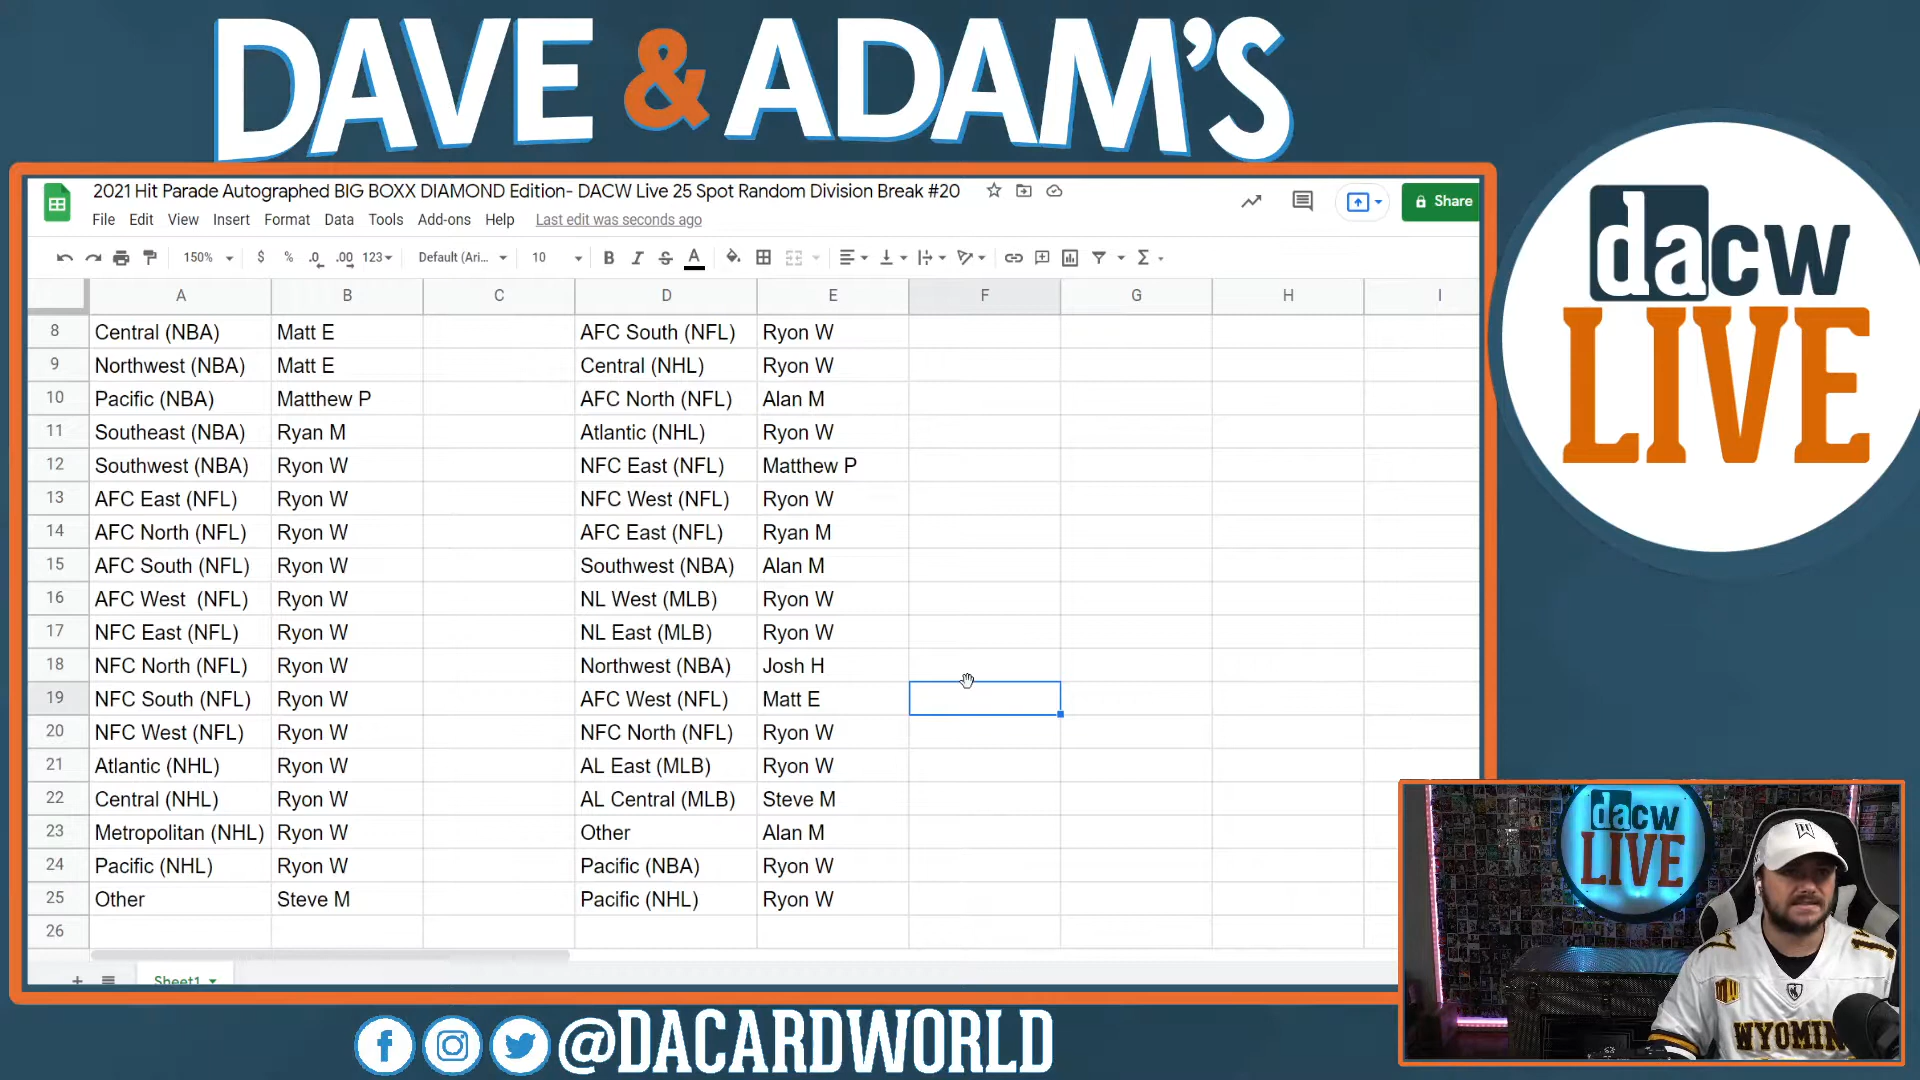 DAVE & ADAM'S
2021 Hit Parade Autographed BIG BOXX DIAMOND Edition- DACW Live 25 Spot Random Division Break #20
Share
File Edit View Insert Format Data Tools Add-ons Help Last edit was seconds ago
150% $ % .0 .00 123 Default (Ari... 10 B I S A Σ
A B C D E F G H I
8 Central (NBA) Matt E AFC South (NFL) Ryon W
9 Northwest (NBA) Matt E Central (NHL) Ryon W
10 Pacific (NBA) Matthew P AFC North (NFL) Alan M
11 Southeast (NBA) Ryan M Atlantic (NHL) Ryon W
12 Southwest (NBA) Ryon W NFC East (NFL) Matthew P
13 AFC East (NFL) Ryon W NFC West (NFL) Ryon W
14 AFC North (NFL) Ryon W AFC East (NFL) Ryan M
15 AFC South (NFL) Ryon W Southwest (NBA) Alan M
16 AFC West (NFL) Ryon W NL West (MLB) Ryon W
17 NFC East (NFL) Ryon W NL East (MLB) Ryon W
18 NFC North (NFL) Ryon W Northwest (NBA) Josh H
19 NFC South (NFL) Ryon W AFC West (NFL) Matt E
20 NFC West (NFL) Ryon W NFC North (NFL) Ryon W
21 Atlantic (NHL) Ryon W AL East (MLB) Ryon W
22 Central (NHL) Ryon W AL Central (MLB) Steve M
23 Metropolitan (NHL) Ryon W Other Alan M
24 Pacific (NHL) Ryon W Pacific (NBA) Ryon W
25 Other Steve M Pacific (NHL) Ryon W
26
Sheet1
dacw
LIVE
dacw
LIVE
17
WYOMIN
@DACARDWORLD